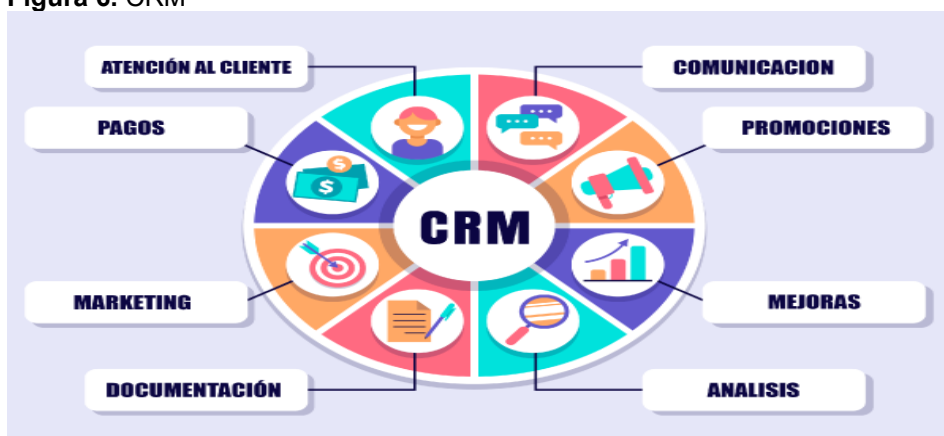 Figura 6. CRM
ATENCIÓN AL CLIENTE
COMUNICACION
PAGOS
PROMOCIONES
CRM
MARKETING
MEJORAS
DOCUMENTACIÓN
ANALISIS